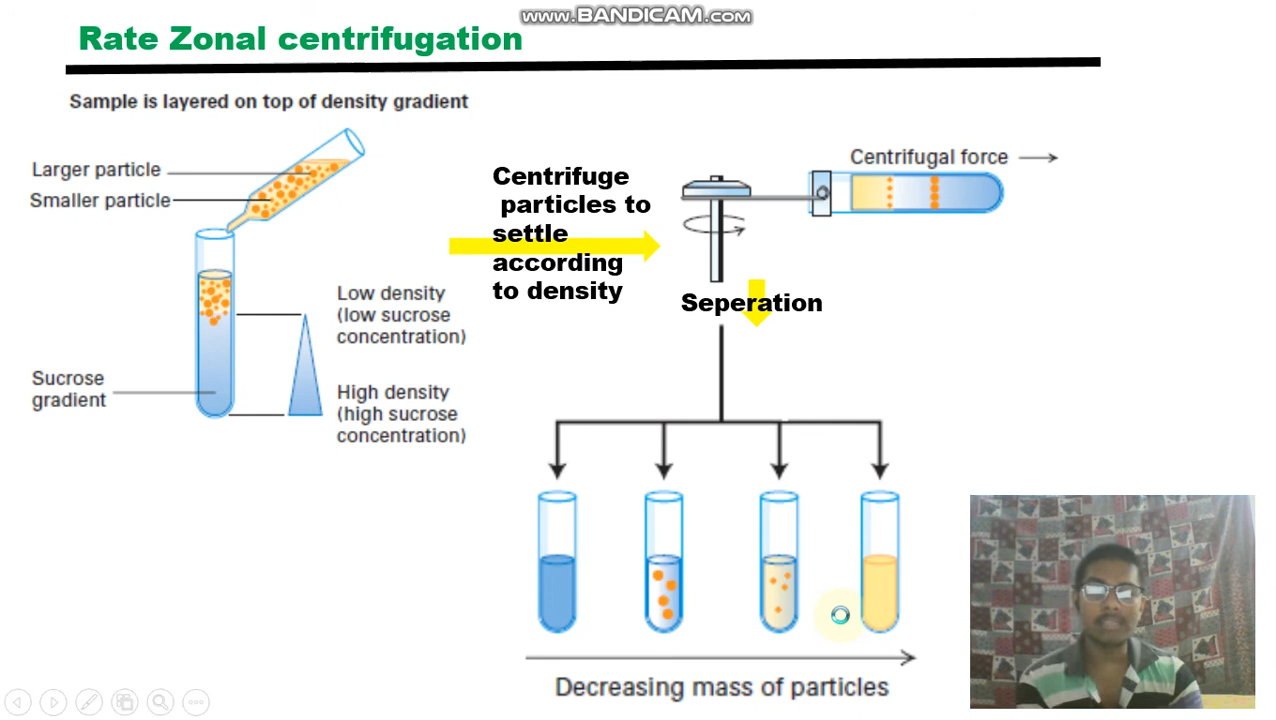 www.BANDICAM.com
Rate Zonal centrifugation
Sample is layered on top of density gradient
Larger particle
Smaller particle
Low density
(low sucrose
concentration)
Sucrose
gradient
High density
(high sucrose
concentration)
Centrifuge
particles to
settle
according
to density
Centrifugal force
Seperation
Decreasing mass of particles